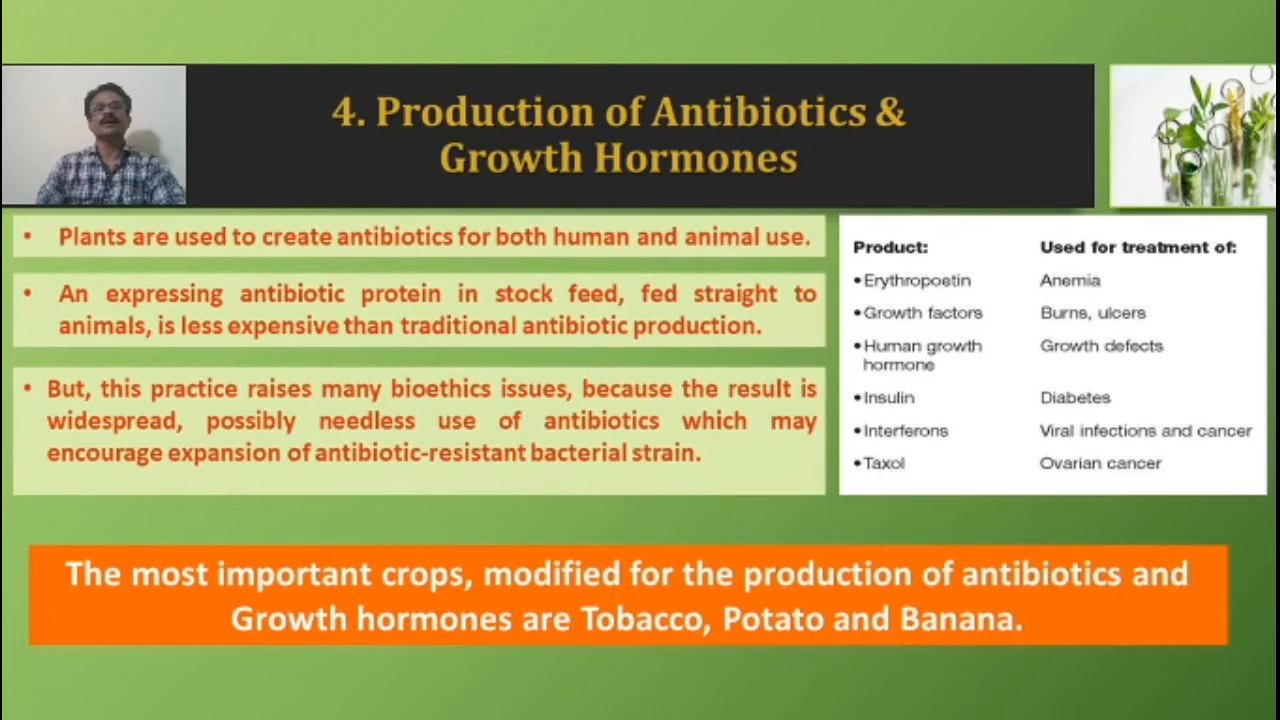 4. Production of Antibiotics &
Growth Hormones
• Plants are used to create antibiotics for both human and animal use.
• An expressing antibiotic protein in stock feed, fed straight to
animals, is less expensive than traditional antibiotic production.
• But, this practice raises many bioethics issues, because the result is
widespread, possibly needless use of antibiotics which may
encourage expansion of antibiotic-resistant bacterial strain.
Product: Used for treatment of:
• Erythropoetin Anemia
• Growth factors Burns, ulcers
• Human growth Growth defects
hormone
• Insulin Diabetes
• Interferons Viral infections and cancer
• Taxol Ovarian cancer
The most important crops, modified for the production of antibiotics and
Growth hormones are Tobacco, Potato and Banana.